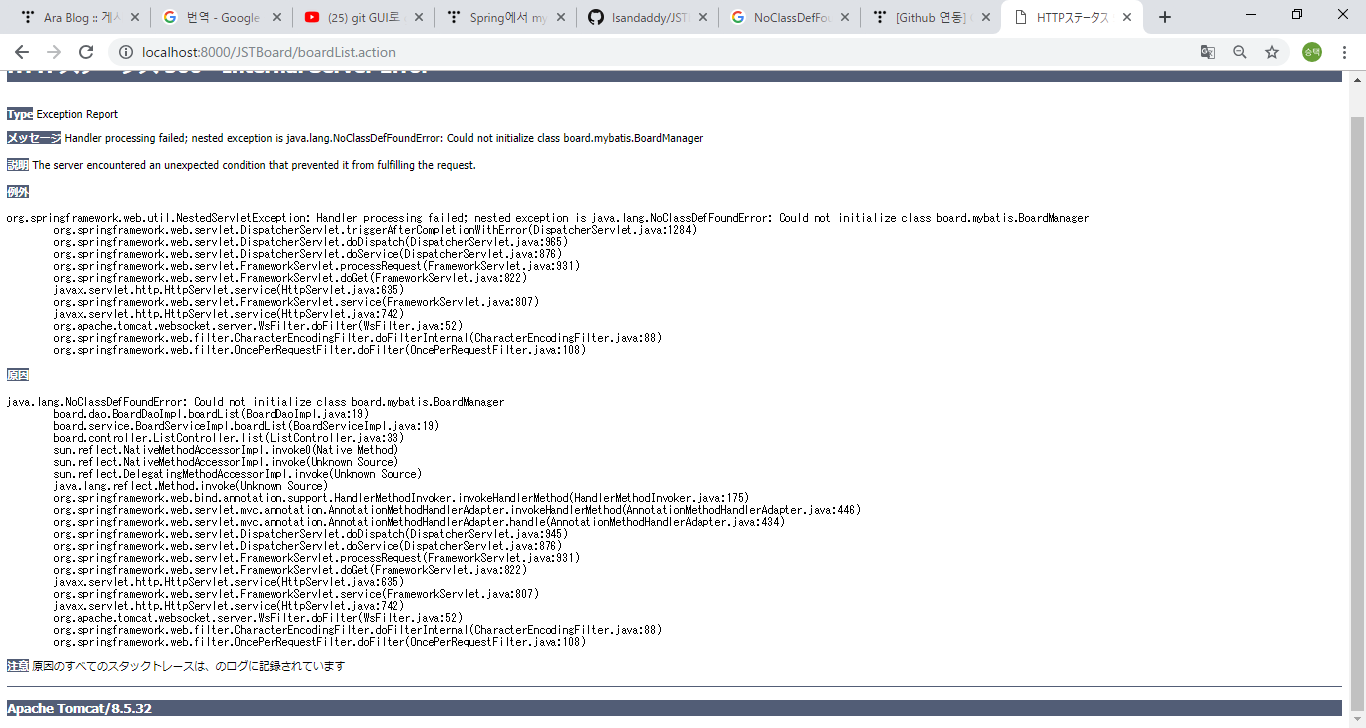 Ara Blog :: 게시
번역 - Google
(25) git GUI로
Spring에서 my
lsandaddy/JSTI
NoClassDefFou
[Github 연동] G
HTTPステータス
localhost:8000/JSTBoard/boardList.action
승택
Type Exception Report
メッセージ Handler processing failed; nested exception is java.lang.NoClassDefFoundError: Could not initialize class board.mybatis.BoardManager
説明 The server encountered an unexpected condition that prevented it from fulfilling the request.
例外
org.springframework.web.util.NestedServletException: Handler processing failed; nested exception is java.lang.NoClassDefFoundError: Could not initialize class board.mybatis.BoardManager
org.springframework.web.servlet.DispatcherServlet.triggerAfterCompletionWithError(DispatcherServlet.java:1284)
org.springframework.web.servlet.DispatcherServlet.doDispatch(DispatcherServlet.java:965)
org.springframework.web.servlet.DispatcherServlet.doService(DispatcherServlet.java:876)
org.springframework.web.servlet.FrameworkServlet.processRequest(FrameworkServlet.java:931)
org.springframework.web.servlet.FrameworkServlet.doGet(FrameworkServlet.java:822)
javax.servlet.http.HttpServlet.service(HttpServlet.java:635)
org.springframework.web.servlet.FrameworkServlet.service(FrameworkServlet.java:807)
javax.servlet.http.HttpServlet.service(HttpServlet.java:742)
org.apache.tomcat.websocket.server.WsFilter.doFilter(WsFilter.java:52)
org.springframework.web.filter.CharacterEncodingFilter.doFilterInternal(CharacterEncodingFilter.java:88)
org.springframework.web.filter.OncePerRequestFilter.doFilter(OncePerRequestFilter.java:108)
原因
java.lang.NoClassDefFoundError: Could not initialize class board.mybatis.BoardManager
board.dao.BoardDaoImpl.boardList(BoardDaoImpl.java:19)
board.service.BoardServiceImpl.boardList(BoardServiceImpl.java:19)
board.controller.ListController.list(ListController.java:33)
sun.reflect.NativeMethodAccessorImpl.invoke0(Native Method)
sun.reflect.NativeMethodAccessorImpl.invoke(Unknown Source)
sun.reflect.DelegatingMethodAccessorImpl.invoke(Unknown Source)
java.lang.reflect.Method.invoke(Unknown Source)
org.springframework.web.bind.annotation.support.HandlerMethodInvoker.invokeHandlerMethod(HandlerMethodInvoker.java:175)
org.springframework.web.servlet.mvc.annotation.AnnotationMethodHandlerAdapter.invokeHandlerMethod(AnnotationMethodHandlerAdapter.java:446)
org.springframework.web.servlet.mvc.annotation.AnnotationMethodHandlerAdapter.handle(AnnotationMethodHandlerAdapter.java:434)
org.springframework.web.servlet.DispatcherServlet.doDispatch(DispatcherServlet.java:945)
org.springframework.web.servlet.DispatcherServlet.doService(DispatcherServlet.java:876)
org.springframework.web.servlet.FrameworkServlet.processRequest(FrameworkServlet.java:931)
org.springframework.web.servlet.FrameworkServlet.doGet(FrameworkServlet.java:822)
javax.servlet.http.HttpServlet.service(HttpServlet.java:635)
org.springframework.web.servlet.FrameworkServlet.service(FrameworkServlet.java:807)
javax.servlet.http.HttpServlet.service(HttpServlet.java:742)
org.apache.tomcat.websocket.server.WsFilter.doFilter(WsFilter.java:52)
org.springframework.web.filter.CharacterEncodingFilter.doFilterInternal(CharacterEncodingFilter.java:88)
org.springframework.web.filter.OncePerRequestFilter.doFilter(OncePerRequestFilter.java:108)
注意 原因のすべてのスタックトレースは、のログに記録されています
Apache Tomcat/8.5.32